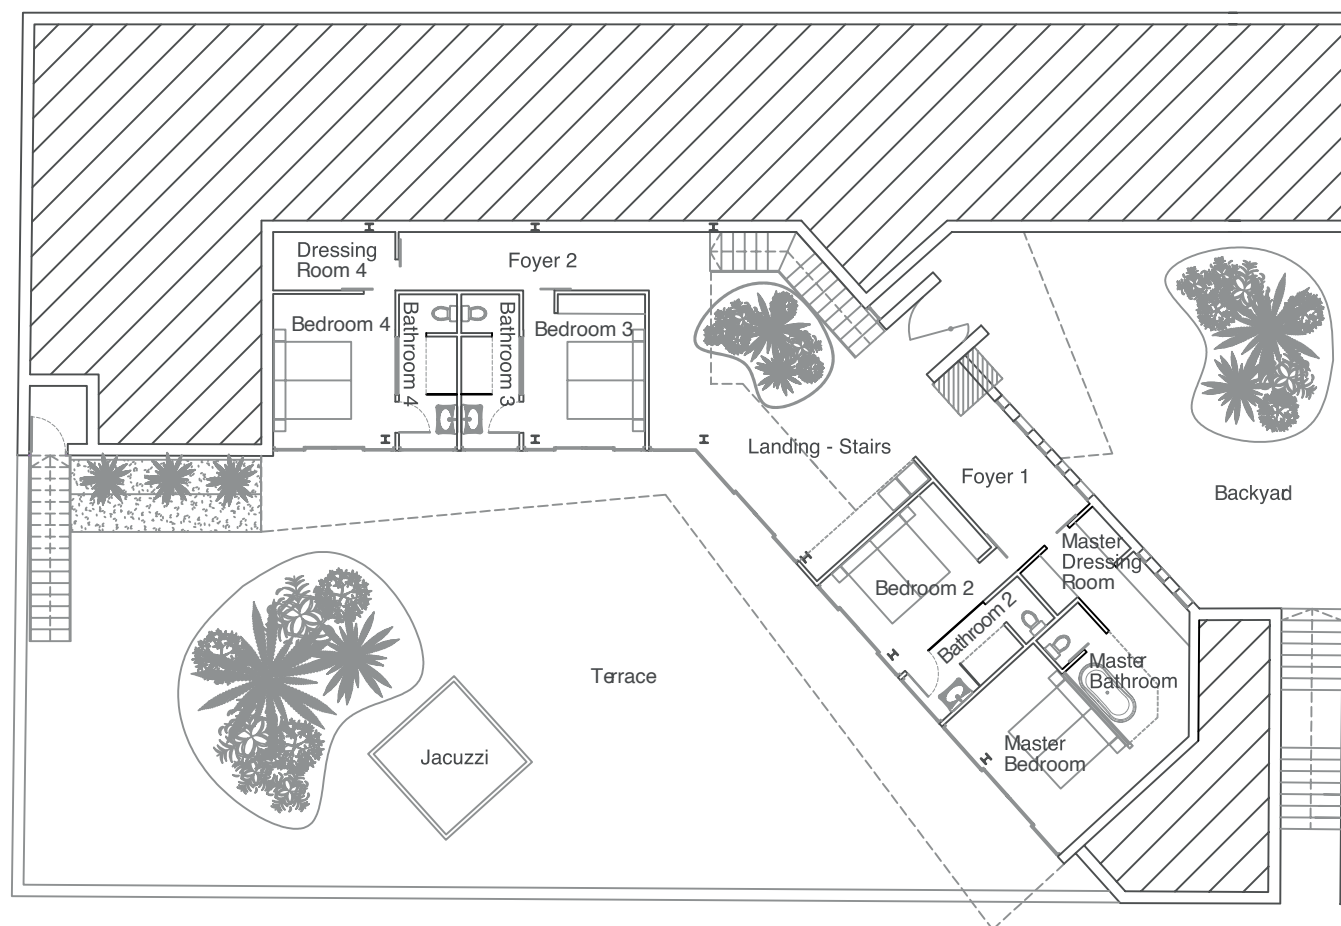 Dressing
Room 4
Foyer 2
Bedroom 4
Bathroom 4
Bathroom 3
Bedroom 3
Landing - Stairs
Foyer 1
Backyard
Master
Dressing
Room
Bedroom 2
Bathroom 2
Master
Bathroom
Terrace
Jacuzzi
Master
Bedroom